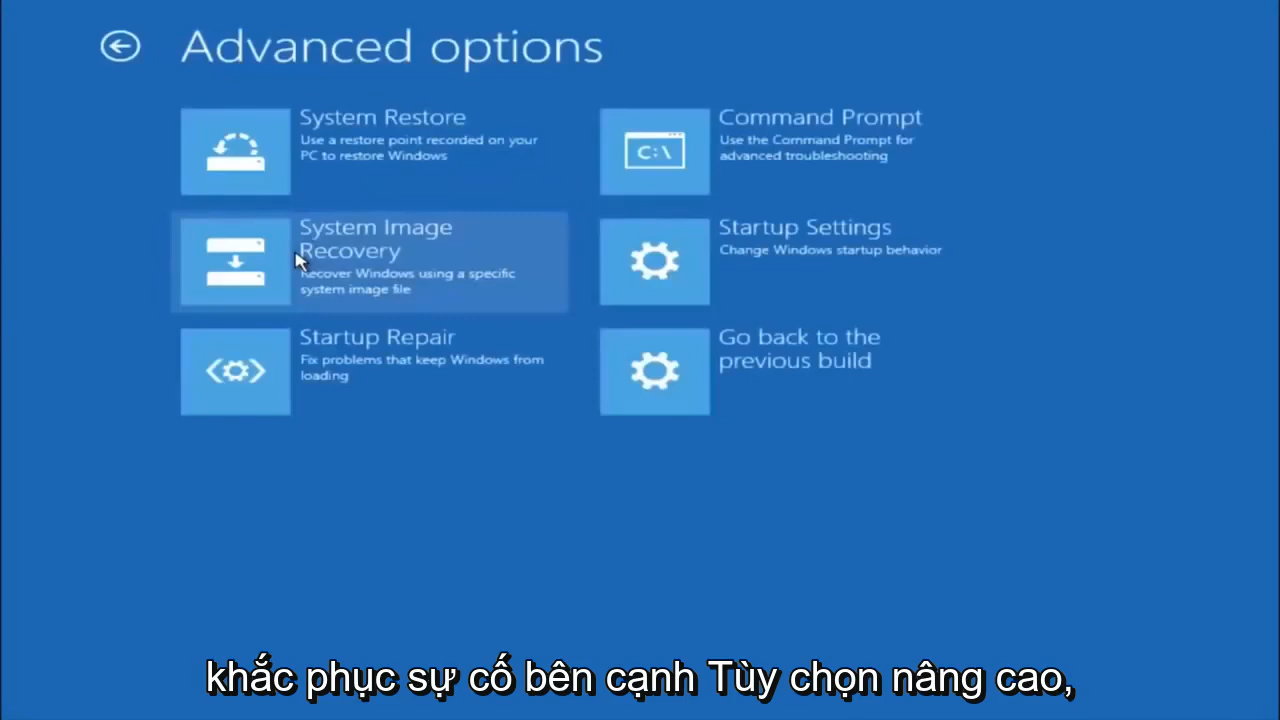 Advanced options
System Restore
Use a restore point recorded on your
PC to restore Windows
Command Prompt
Use the Command Prompt for
advanced troubleshooting
C:\
System Image
Recovery
Recover Windows using a specific
system image file
Startup Settings
Change Windows startup behavior
Startup Repair
Fix problems that keep Windows from
loading
Go back to the
previous build
khắc phục sự cố bên cạnh Tùy chọn nâng cao,